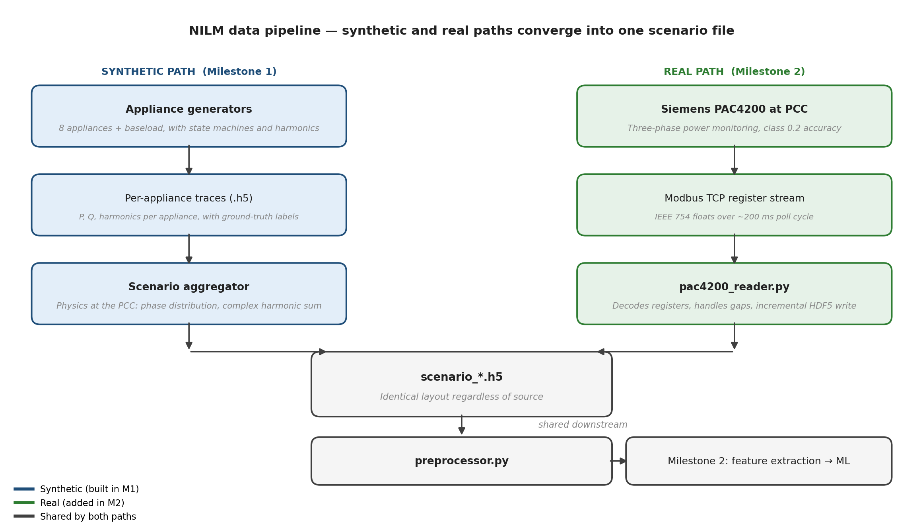 NILM data pipeline — synthetic and real paths converge into one scenario file
SYNTHETIC PATH  (Milestone 1)
Appliance generators
8 appliances + baseload, with state machines and harmonics
Per-appliance traces (.h5)
P, Q, harmonics per appliance, with ground-truth labels
Scenario aggregator
Physics at the PCC: phase distribution, complex harmonic sum
REAL PATH  (Milestone 2)
Siemens PAC4200 at PCC
Three-phase power monitoring, class 0.2 accuracy
Modbus TCP register stream
IEEE 754 floats over ~200 ms poll cycle
pac4200_reader.py
Decodes registers, handles gaps, incremental HDF5 write
scenario_*.h5
Identical layout regardless of source
shared downstream
preprocessor.py
Milestone 2: feature extraction → ML
Synthetic (built in M1)
Real (added in M2)
Shared by both paths